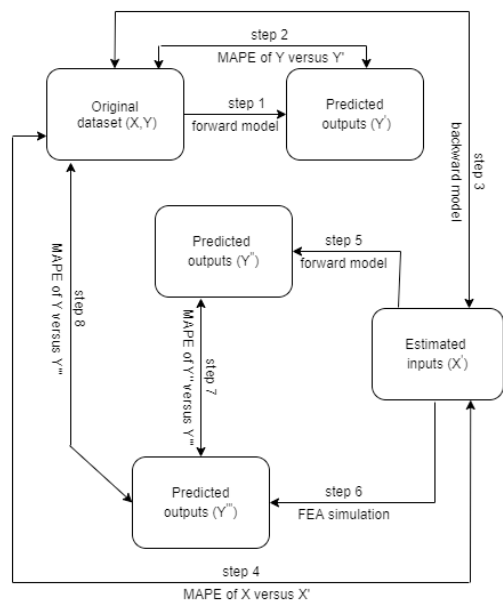 step 2
MAPE of Y versus Y'
Original
dataset (X,Y)
step 1
forward model
Predicted
outputs (Y')
step 3
backward model
Predicted
outputs (Y")
step 5
forward model
Estimated
inputs (X')
step 8
MAPE of Y versus Y'''
step 7
MAPE of Y" versus Y'''
Predicted
outputs (Y''')
step 6
FEA simulation
step 4
MAPE of X versus X'